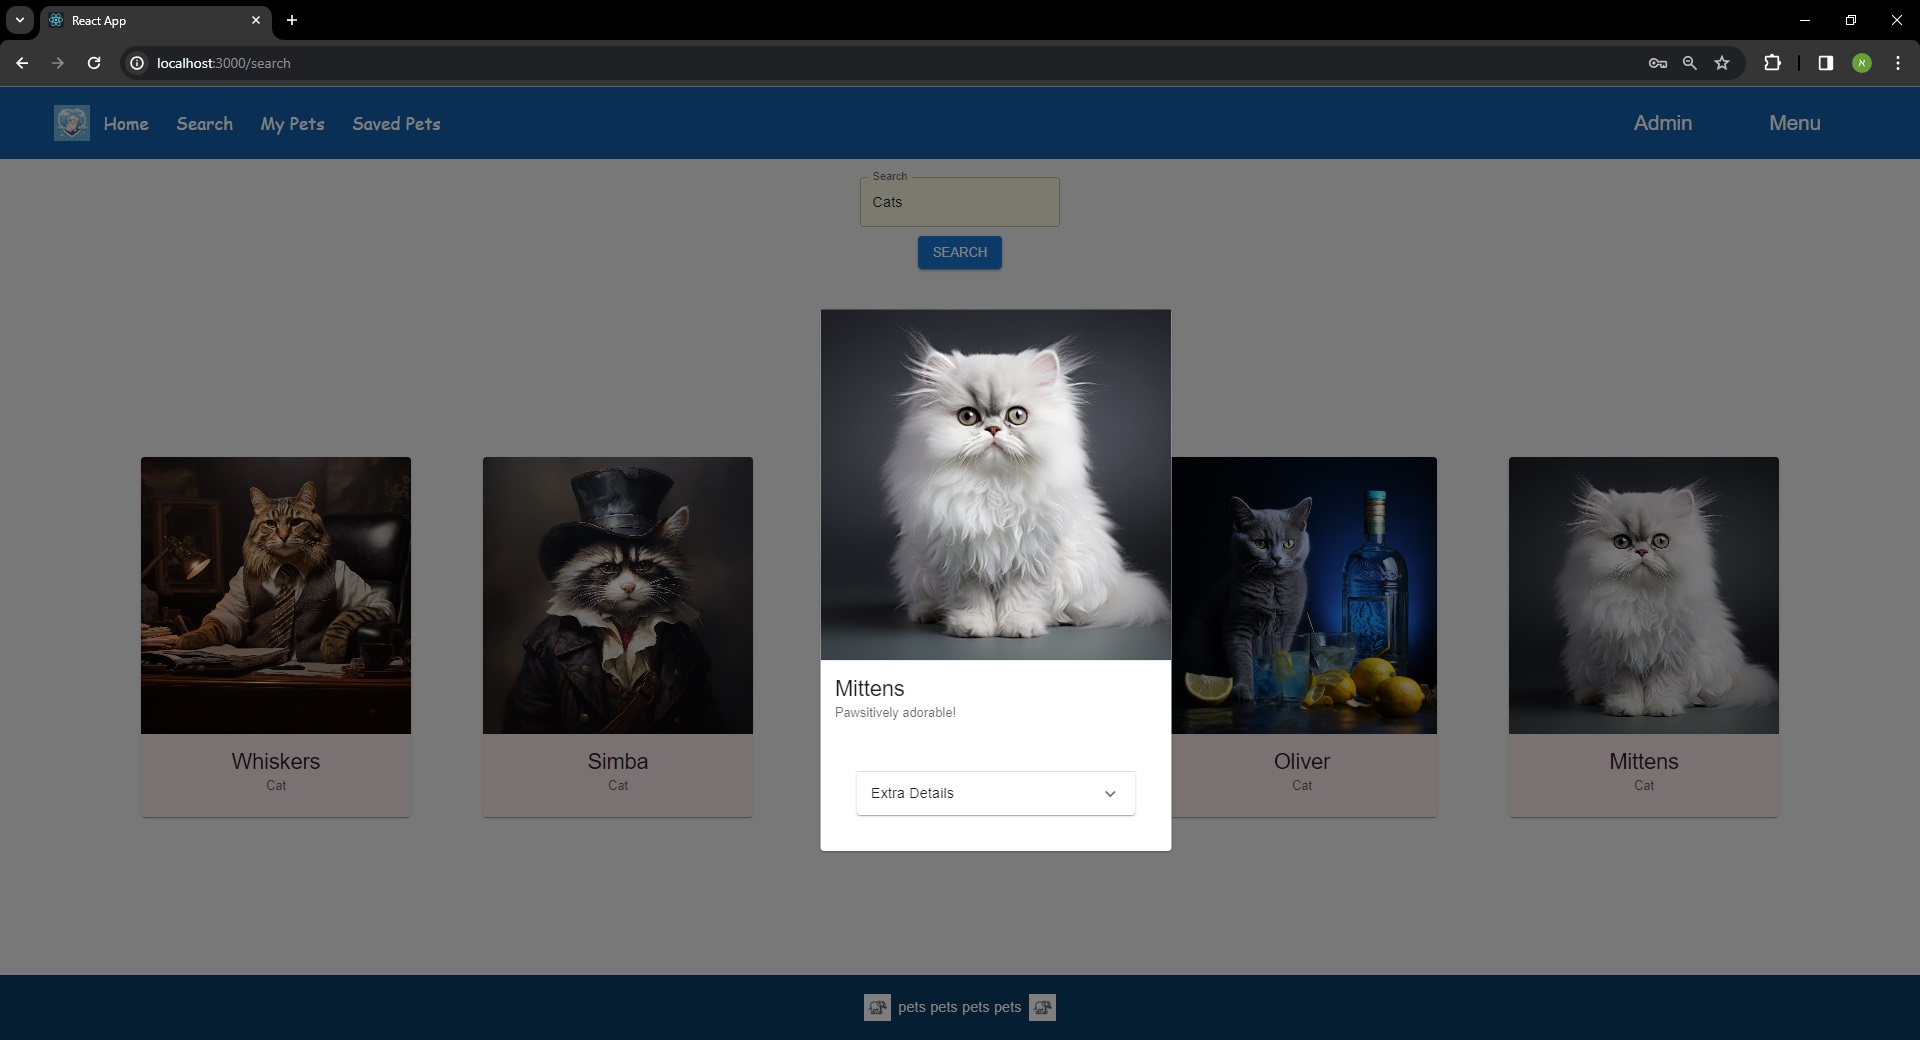 React App
localhost:3000/search
א
Home Search My Pets Saved Pets Admin Menu
Search
Cats
SEARCH
Mittens
Pawsitively adorable!
Extra Details
Whiskers
Cat
Simba
Cat
Oliver
Cat
Mittens
Cat
pets pets pets pets